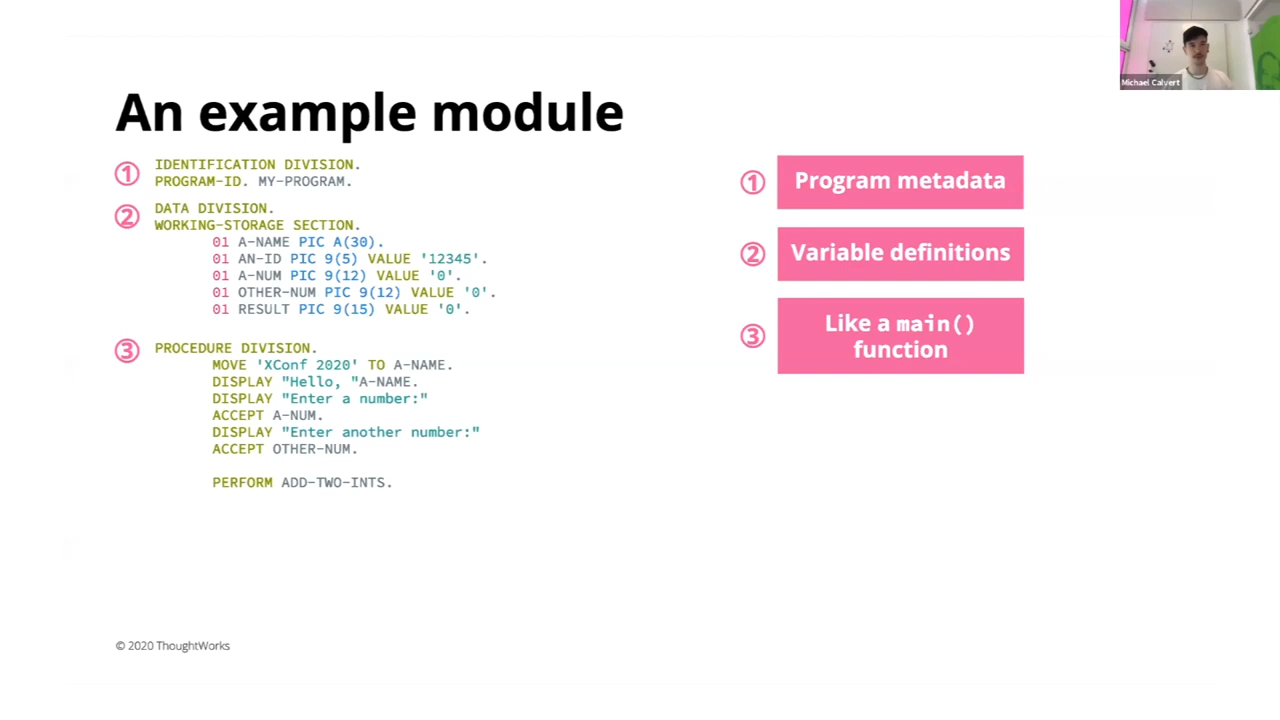 Michael Calvert
An example module
① IDENTIFICATION DIVISION.
PROGRAM-ID. MY-PROGRAM.
② DATA DIVISION.
WORKING-STORAGE SECTION.
01 A-NAME PIC A(30).
01 AN-ID PIC 9(5) VALUE '12345'.
01 A-NUM PIC 9(12) VALUE '0'.
01 OTHER-NUM PIC 9(12) VALUE '0'.
01 RESULT PIC 9(15) VALUE '0'.
③ PROCEDURE DIVISION.
MOVE 'XConf 2020' TO A-NAME.
DISPLAY "Hello, "A-NAME.
DISPLAY "Enter a number:"
ACCEPT A-NUM.
DISPLAY "Enter another number:"
ACCEPT OTHER-NUM.
PERFORM ADD-TWO-INTS.
① Program metadata
② Variable definitions
③ Like a main()
function
© 2020 ThoughtWorks